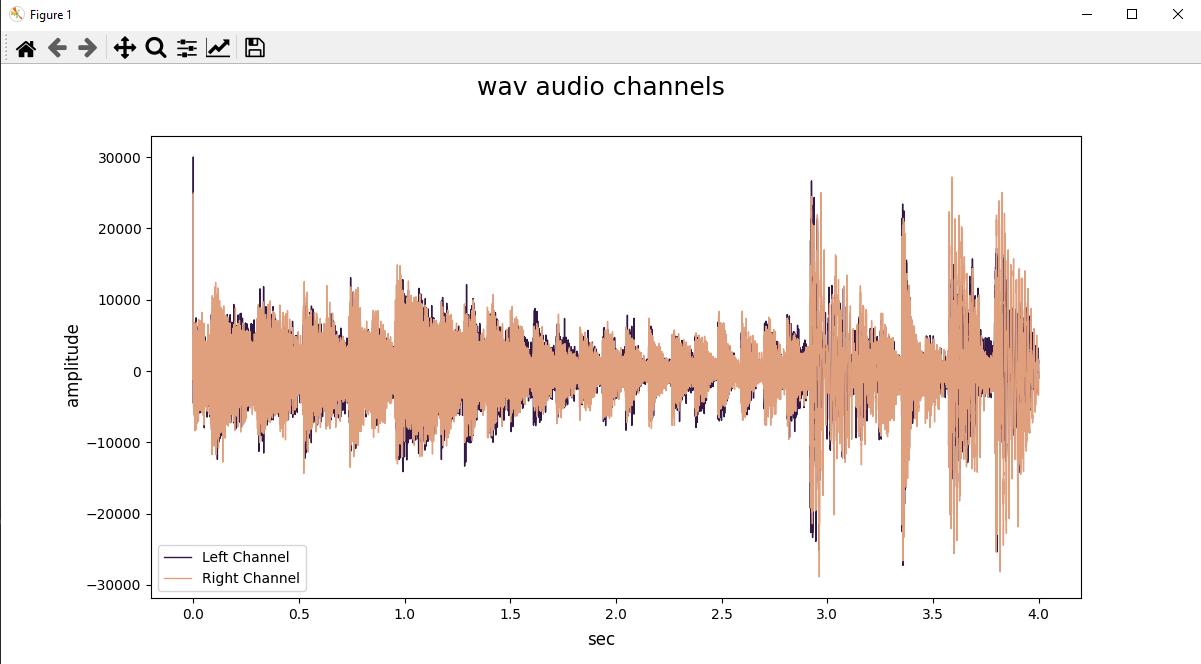 Figure 1
wav audio channels
30000
20000
10000
0
−10000
−20000
−30000
amplitude
Left Channel
Right Channel
0.0 0.5 1.0 1.5 2.0 2.5 3.0 3.5 4.0
sec